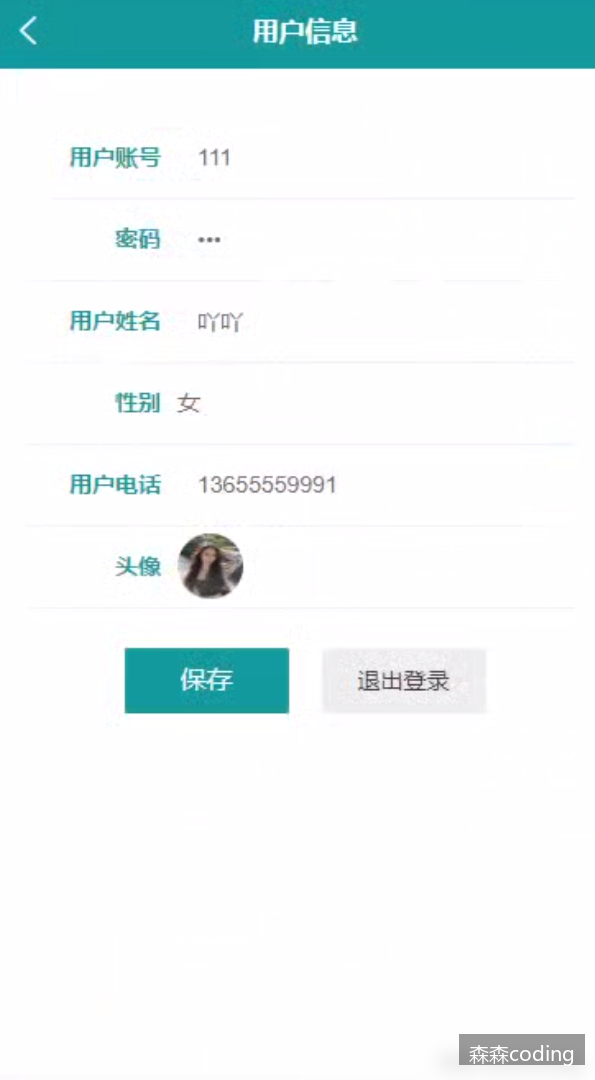 用户信息
用户账号 111
密码 •••
用户姓名 吖吖
性别 女
用户电话 13655559991
头像
保存 退出登录
森森coding